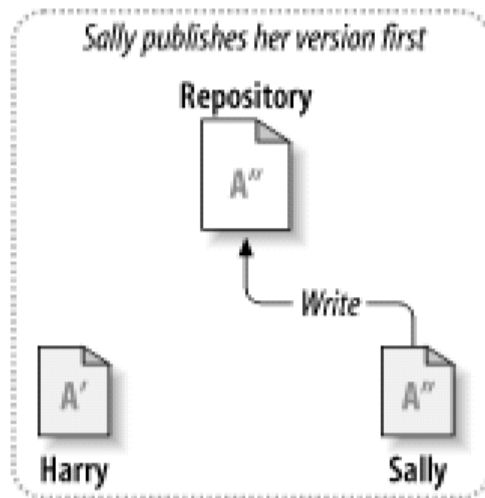 Sally publishes her version first
Repository
A″
Write
A′
A″
Harry
Sally